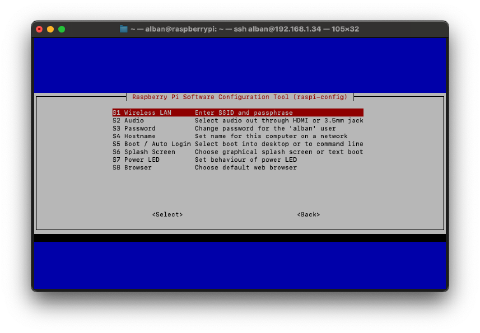 ~ — alban@raspberrypi: ~ — ssh alban@192.168.1.34 — 105×32
Raspberry Pi Software Configuration Tool (raspi-config)
S1 Wireless LAN Enter SSID and passphrase
S2 Audio Select audio out through HDMI or 3.5mm jack
S3 Password Change password for the 'alban' user
S4 Hostname Set name for this computer on a network
S5 Boot / Auto Login Select boot into desktop or to command line
S6 Splash Screen Choose graphical splash screen or text boot
S7 Power LED Set behaviour of power LED
S8 Browser Choose default web browser
<Select> <Back>